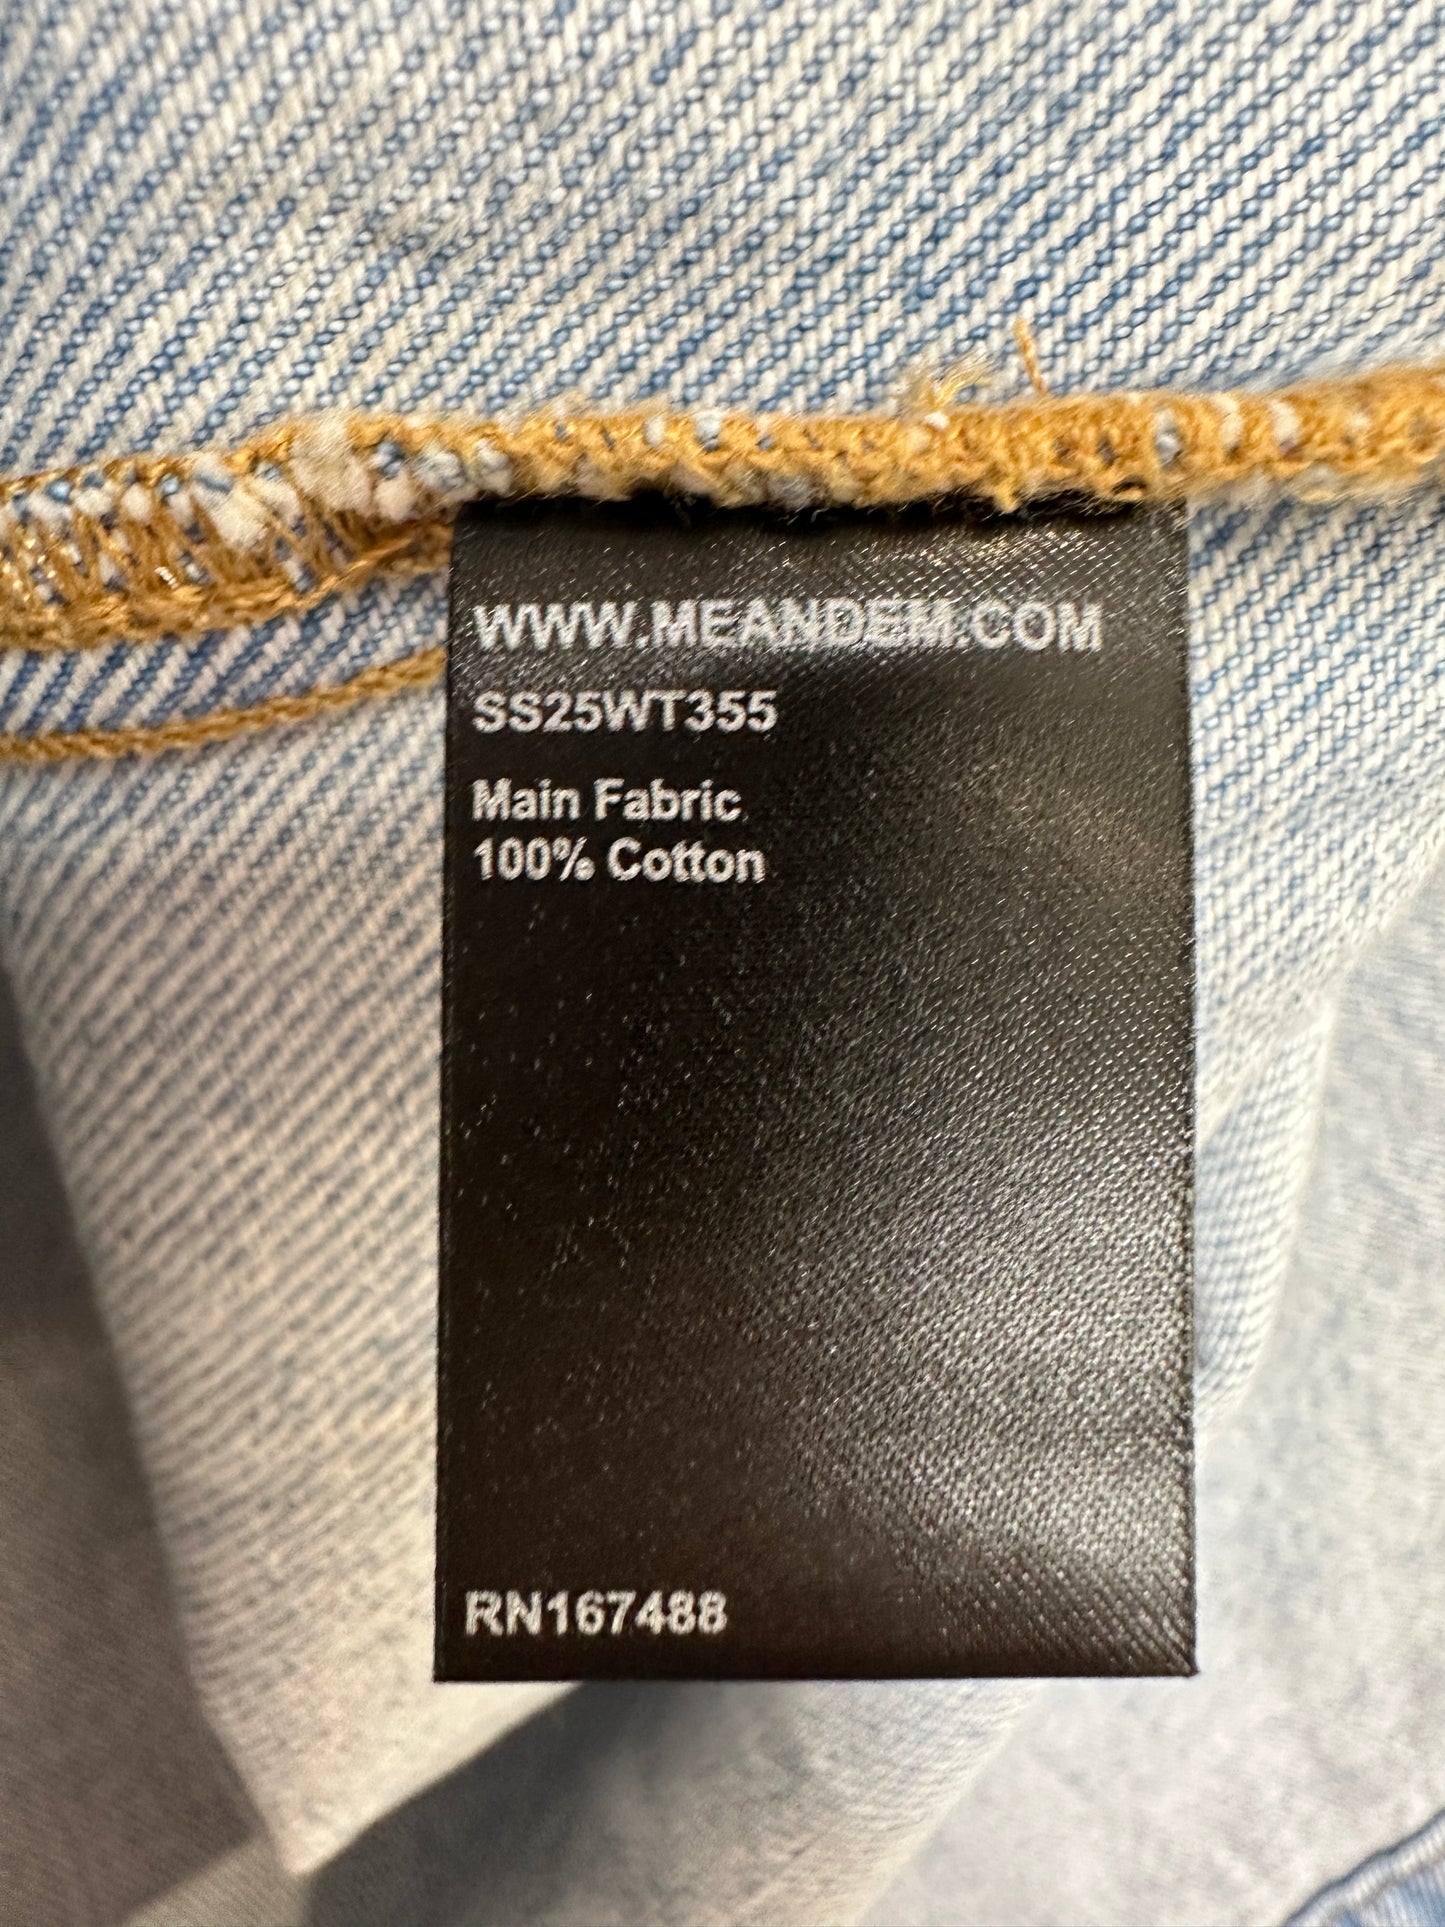 WWW.MEANDEM.COM
SS25WT355
Main Fabric
100% Cotton
RN167488